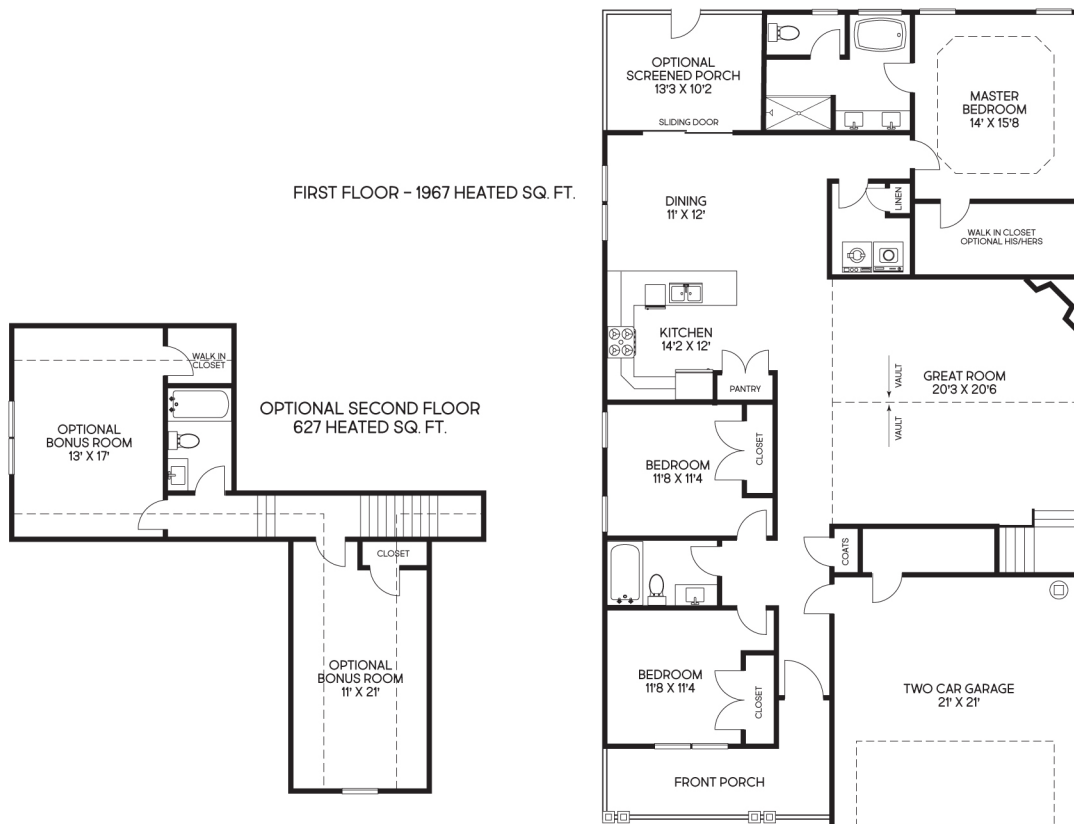 OPTIONAL
SCREENED PORCH
13'3 X 10'2
SLIDING DOOR
MASTER
BEDROOM
14' X 15'8
FIRST FLOOR - 1967 HEATED SQ. FT.
DINING
11' X 12'
LINEN
WALK IN CLOSET
OPTIONAL HIS/HERS
KITCHEN
14'2 X 12'
PANTRY
VAULT
VAULT
GREAT ROOM
20'3 X 20'6
WALK IN
CLOSET
OPTIONAL
BONUS ROOM
13' X 17'
OPTIONAL SECOND FLOOR
627 HEATED SQ. FT.
BEDROOM
11'8 X 11'4
CLOSET
COATS
CLOSET
OPTIONAL
BONUS ROOM
11' X 21'
BEDROOM
11'8 X 11'4
CLOSET
TWO CAR GARAGE
21' X 21'
FRONT PORCH